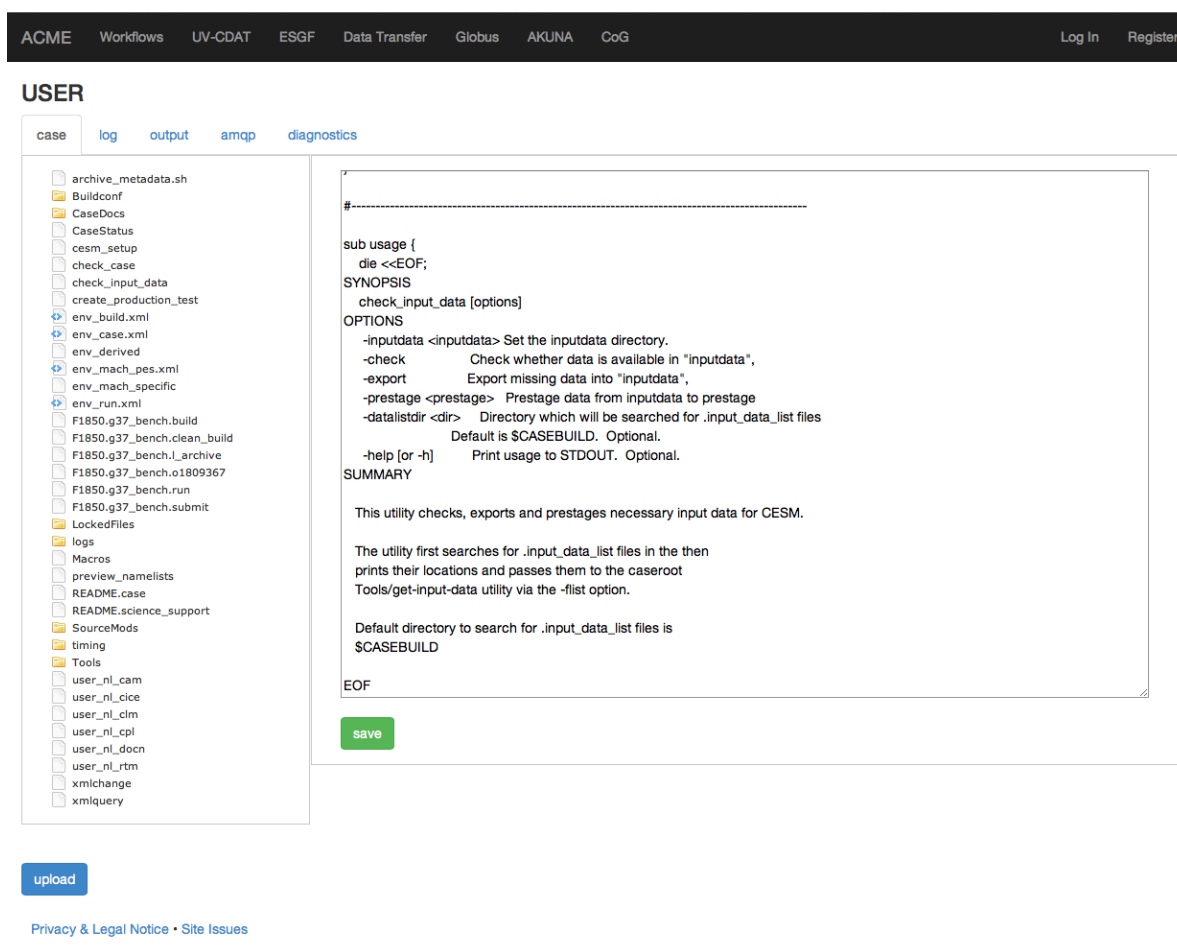 ACME Workflows UV-CDAT ESGF Data Transfer Globus AKUNA CoG Log In Register
USER
case log output amqp diagnostics
archive_metadata.sh
Buildconf
CaseDocs
CaseStatus
cesm_setup
check_case
check_input_data
create_production_test
env_build.xml
env_case.xml
env_derived
env_mach_pes.xml
env_mach_specific
env_run.xml
F1850.g37_bench.build
F1850.g37_bench.clean_build
F1850.g37_bench.l_archive
F1850.g37_bench.o1809367
F1850.g37_bench.run
F1850.g37_bench.submit
LockedFiles
logs
Macros
preview_namelists
README.case
README.science_support
SourceMods
timing
Tools
user_nl_cam
user_nl_cice
user_nl_clm
user_nl_cpl
user_nl_docn
user_nl_rtm
xmlchange
xmlquery
}
#-----------------------------------------------------------------------------------------------
sub usage {
die <<EOF;
SYNOPSIS
check_input_data [options]
OPTIONS
-inputdata <inputdata> Set the inputdata directory.
-check Check whether data is available in "inputdata",
-export Export missing data into "inputdata",
-prestage <prestage> Prestage data from inputdata to prestage
-datalistdir <dir> Directory which will be searched for .input_data_list files
Default is $CASEBUILD. Optional.
-help [or -h] Print usage to STDOUT. Optional.
SUMMARY
This utility checks, exports and prestages necessary input data for CESM.
The utility first searches for .input_data_list files in the then
prints their locations and passes them to the caseroot
Tools/get-input-data utility via the -flist option.
Default directory to search for .input_data_list files is
$CASEBUILD
EOF
save
upload
Privacy & Legal Notice • Site Issues